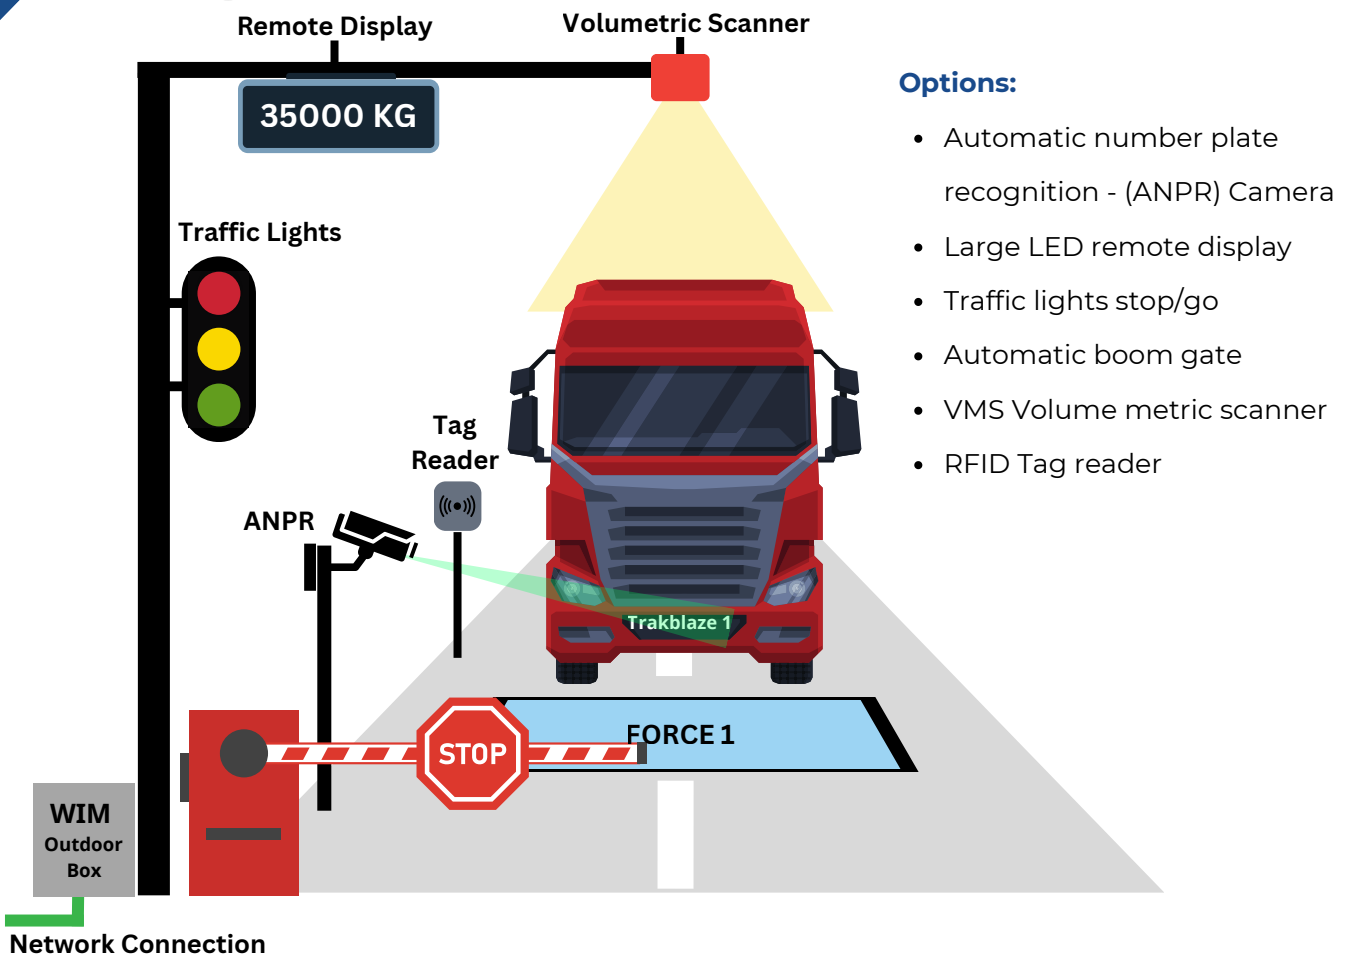 Remote Display
Volumetric Scanner
35000 KG
Traffic Lights
Tag
Reader
ANPR
Trakblaze 1
FORCE 1
STOP
WIM
Outdoor
Box
Network Connection
Options:
• Automatic number plate
recognition - (ANPR) Camera
• Large LED remote display
• Traffic lights stop/go
• Automatic boom gate
• VMS Volume metric scanner
• RFID Tag reader